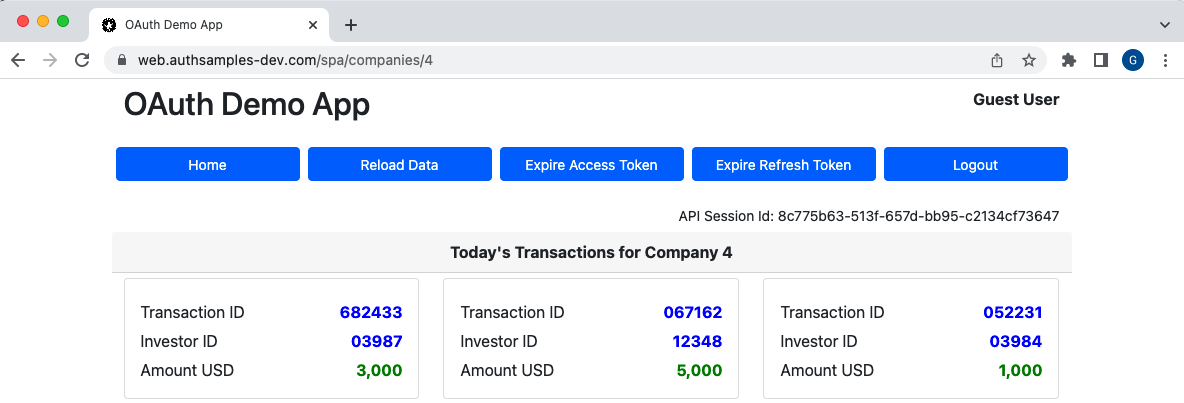 OAuth Demo App
web.authsamples-dev.com/spa/companies/4
G
OAuth Demo App
Guest User
Home
Reload Data
Expire Access Token
Expire Refresh Token
Logout
API Session Id: 8c775b63-513f-657d-bb95-c2134cf73647
Today's Transactions for Company 4
Transaction ID 682433
Investor ID 03987
Amount USD 3,000
Transaction ID 067162
Investor ID 12348
Amount USD 5,000
Transaction ID 052231
Investor ID 03984
Amount USD 1,000